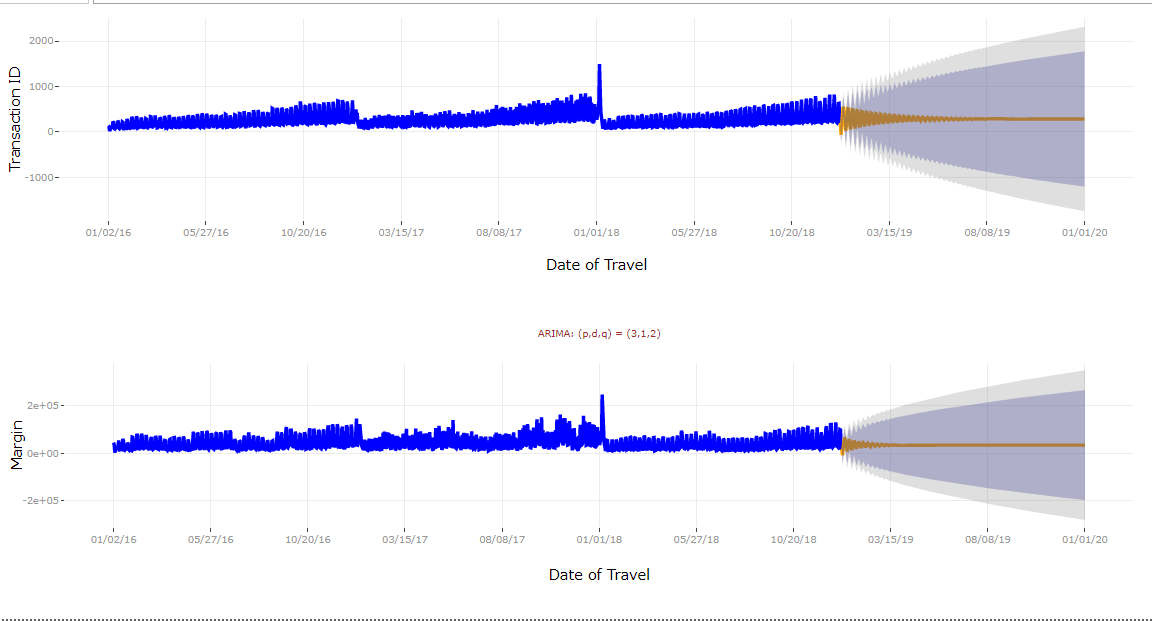 Transaction ID
2000
1000
0
-1000
01/02/16 05/27/16 10/20/16 03/15/17 08/08/17 01/01/18 05/27/18 10/20/18 03/15/19 08/08/19 01/01/20
Date of Travel
ARIMA: (p,d,q) = (3,1,2)
Margin
2e+05
0e+00
-2e+05
01/02/16 05/27/16 10/20/16 03/15/17 08/08/17 01/01/18 05/27/18 10/20/18 03/15/19 08/08/19 01/01/20
Date of Travel